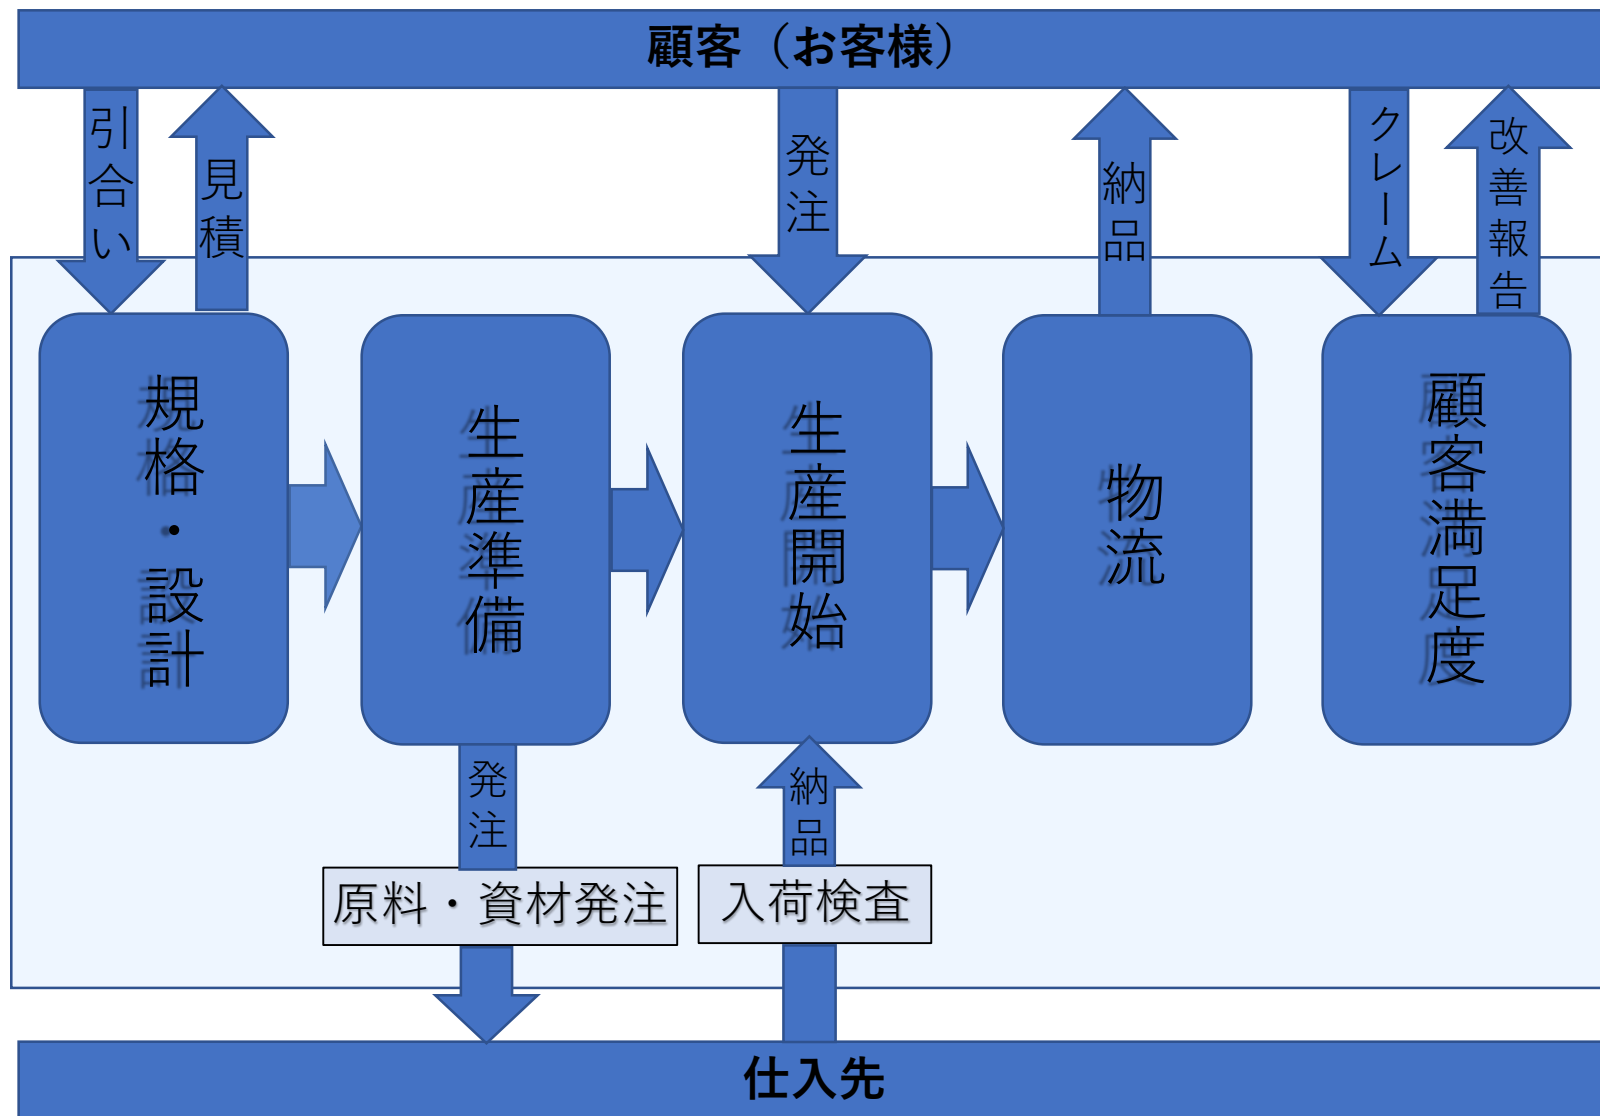 顧客（お客様）
引合い
見積
発注
納品
クレーム
改善報告
規格・設計
生産準備
生産開始
物流
顧客満足度
発注
納品
原料・資材発注
入荷検査
仕入先